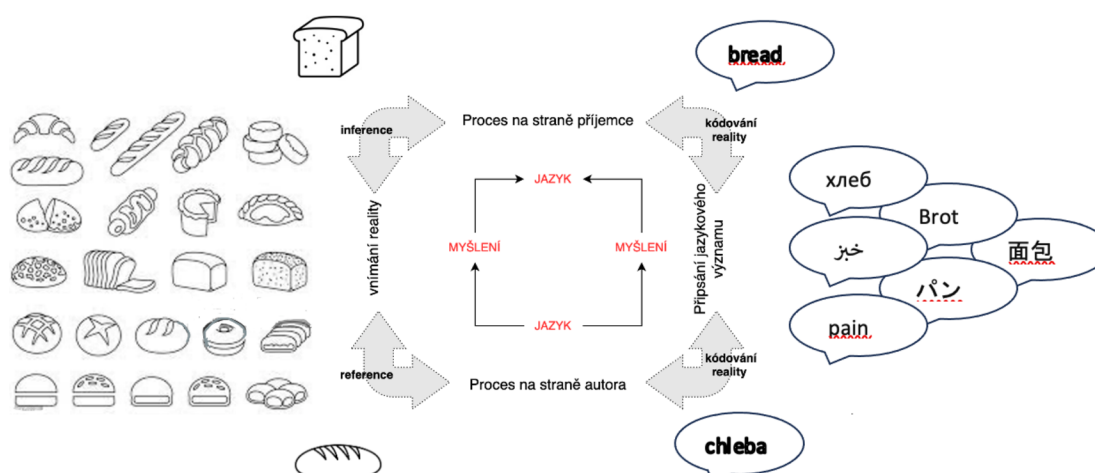 bread
inference
Proces na straně příjemce
kódování
reality
хлеб
JAZYK
Brot
vnímání reality
MYŠLENÍ
MYŠLENÍ
Připsání jazykového
významu
خبز
面包
パン
JAZYK
pain
reference
Proces na straně autora
kódování
reality
chleba